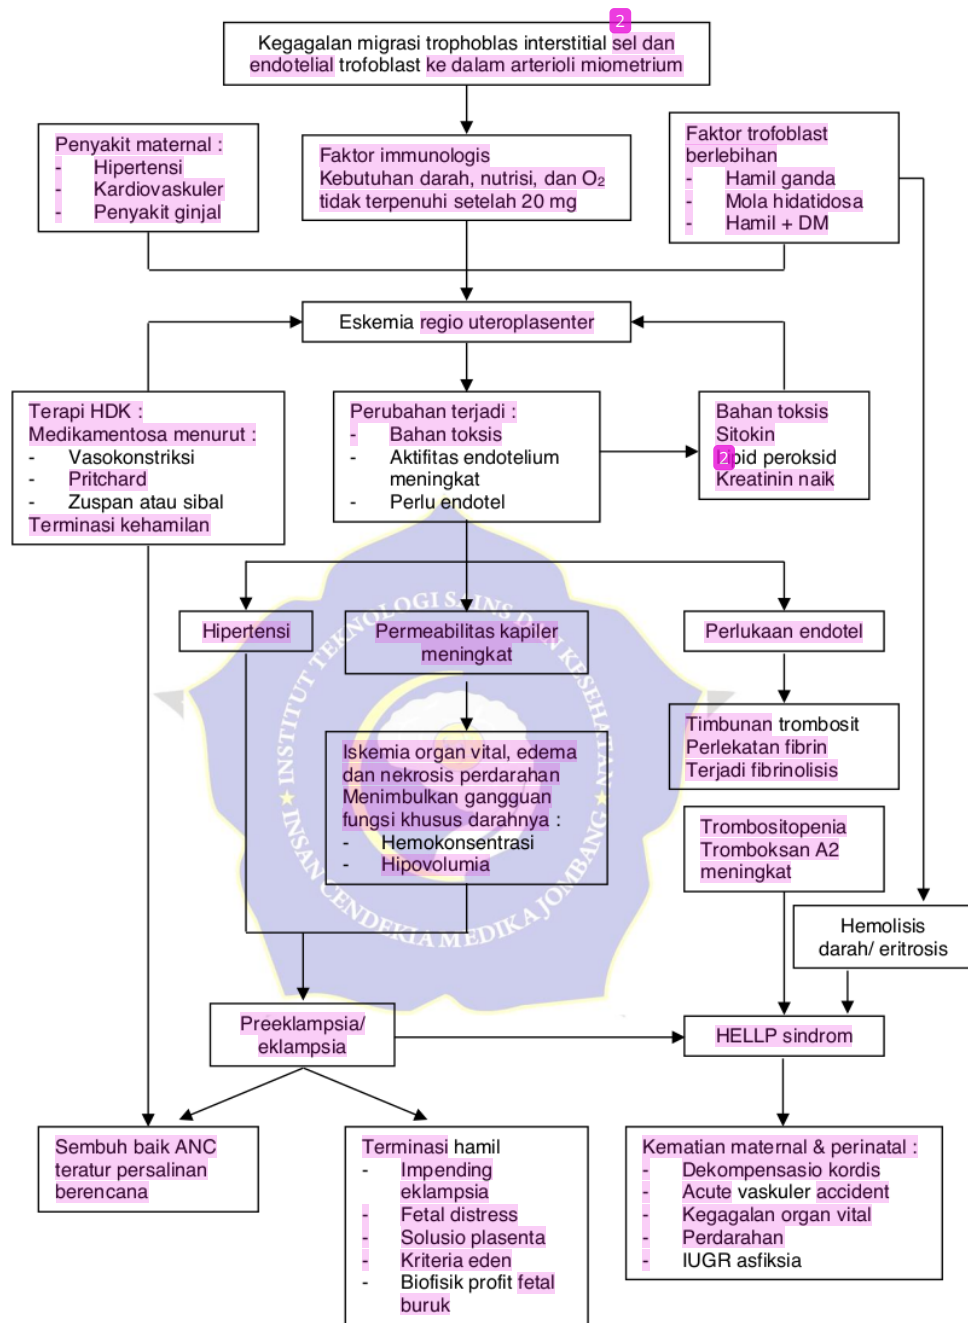 2
Kegagalan migrasi trophoblas interstitial sel dan
endotelial trofoblast ke dalam arterioli miometrium
Penyakit maternal :
- Hipertensi
- Kardiovaskuler
- Penyakit ginjal
Faktor immunologis
Kebutuhan darah, nutrisi, dan O₂
tidak terpenuhi setelah 20 mg
Faktor trofoblast
berlebihan
- Hamil ganda
- Mola hidatidosa
- Hamil + DM
Eskemia regio uteroplasenter
Terapi HDK :
Medikamentosa menurut :
- Vasokonstriksi
- Pritchard
- Zuspan atau sibal
Terminasi kehamilan
Perubahan terjadi :
- Bahan toksis
- Aktifitas endotelium
meningkat
- Perlu endotel
Bahan toksis
Sitokin
2
peroksid
Kreatinin naik
Hipertensi
Permeabilitas kapiler
meningkat
Perlukaan endotel
Timbunan trombosit
Perlekatan fibrin
Terjadi fibrinolisis
Iskemia organ vital, edema
dan nekrosis perdarahan
Menimbulkan gangguan
fungsi khusus darahnya :
- Hemokonsentrasi
- Hipovolumia
Trombositopenia
Tromboksan A2
meningkat
Hemolisis
darah/ eritrosis
Preeklampsia/
eklampsia
HELLP sindrom
Sembuh baik ANC
teratur persalinan
berencana
Terminasi hamil
- Impending
eklampsia
- Fetal distress
- Solusio plasenta
- Kriteria eden
- Biofisik profit fetal
buruk
Kematian maternal & perinatal :
- Dekompensasio kordis
- Acute vaskuler accident
- Kegagalan organ vital
- Perdarahan
- IUGR asfiksia
INSTITUT TEKNOLOGI SAINS DAN KESEHATAN
INSAN CENDEKIA MEDIKA JOMBANG